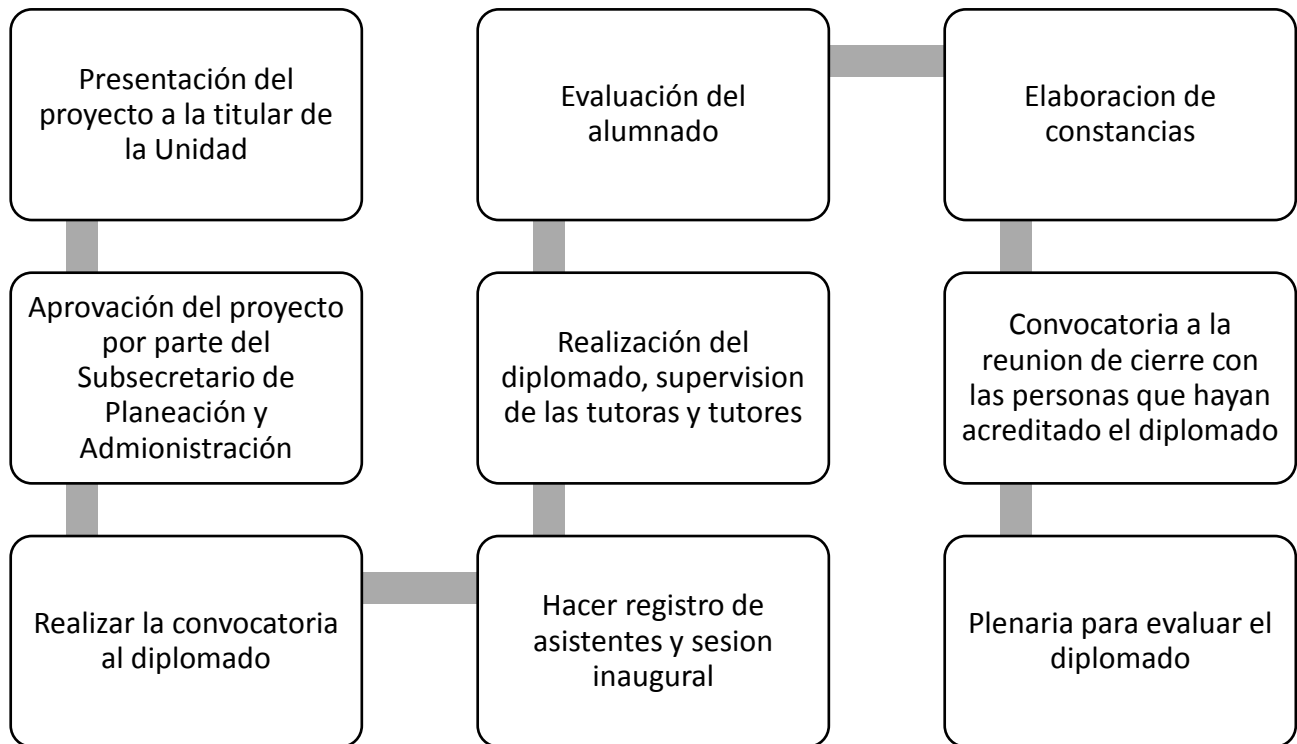 Presentación del
proyecto a la titular de
la Unidad
Aprovación del proyecto
por parte del
Subsecretario de
Planeación y
Admionistración
Realizar la convocatoria
al diplomado
Hacer registro de
asistentes y sesion
inaugural
Realización del
diplomado, supervision
de las tutoras y tutores
Evaluación del
alumnado
Elaboracion de
constancias
Convocatoria a la
reunion de cierre con
las personas que hayan
acreditado el diplomado
Plenaria para evaluar el
diplomado